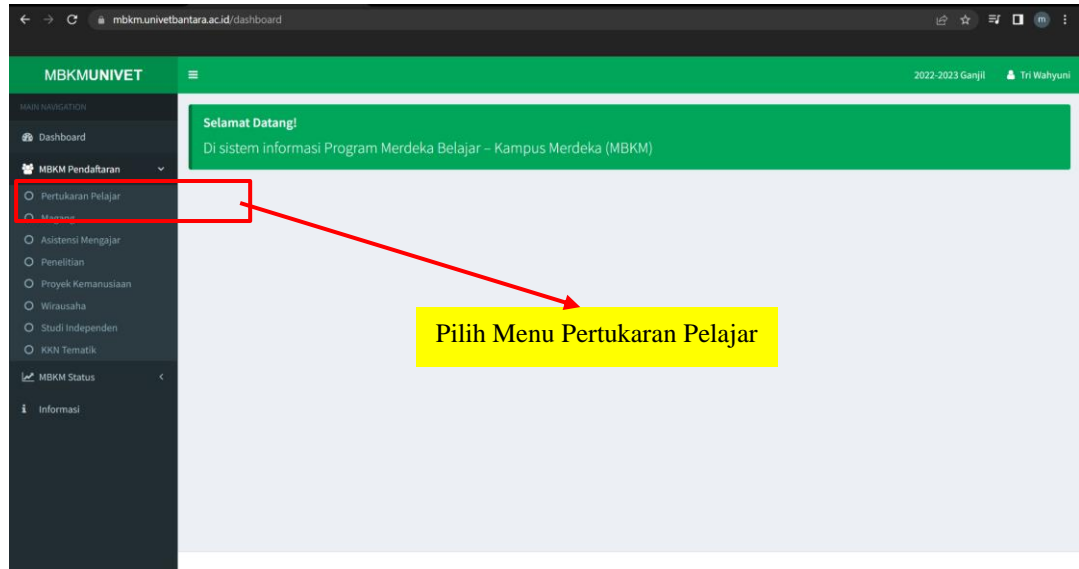 mbkm.univetbantara.ac.id/dashboard
m
MBKMUNIVET
2022-2023 Ganjil
Tri Wahyuni
MAIN NAVIGATION
Dashboard
MBKM Pendaftaran
Pertukaran Pelajar
Magang
Asistensi Mengajar
Penelitian
Proyek Kemanusiaan
Wirausaha
Studi Independen
KKN Tematik
MBKM Status
Informasi
Selamat Datang!
Di sistem informasi Program Merdeka Belajar – Kampus Merdeka (MBKM)
Pilih Menu Pertukaran Pelajar